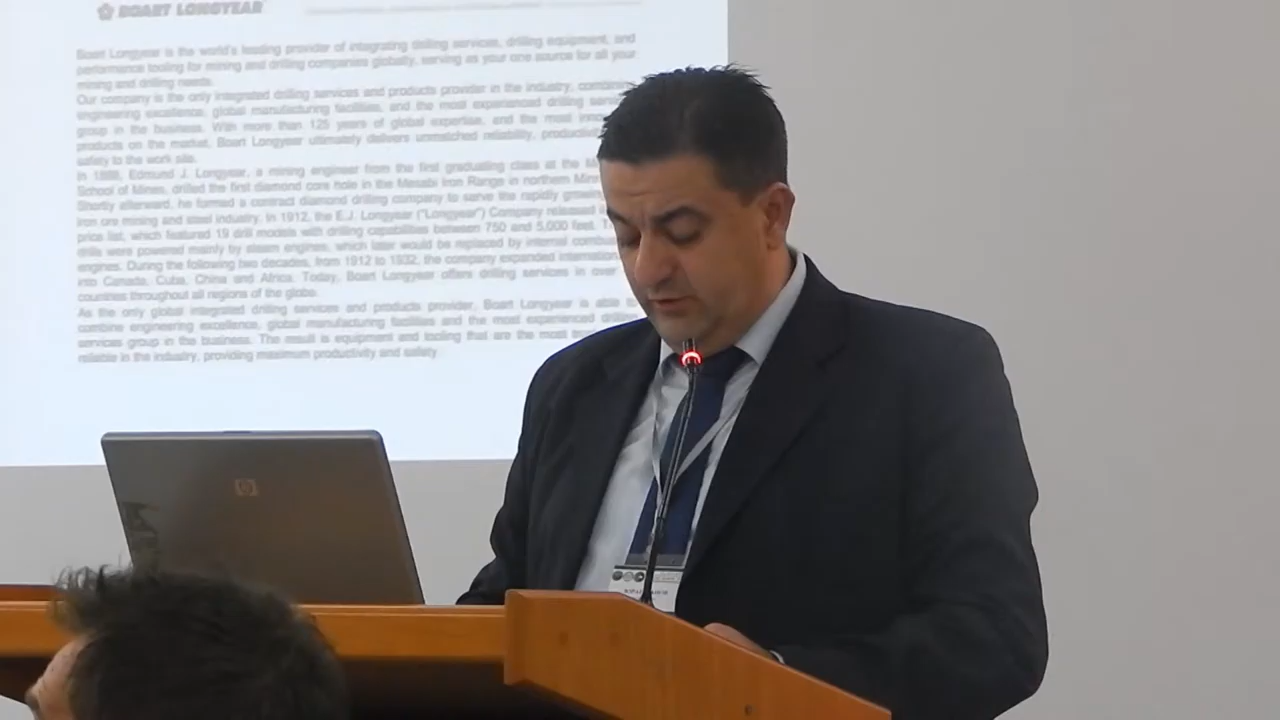 BOART LONGYEAR
Boart Longyear is the world's leading provider of integrating drilling services, drilling equipment, and
performance tooling for mining and drilling companies globally, serving as your one source for all your
mining and drilling needs.
Our company is the only integrated drilling services and products provider in the industry,
engineering excellence, global manufacturing facilities, and the most experienced drilling
group in the business. With more than 125 years of global expertise, and the most
products on the market, Boart Longyear ultimately delivers unmatched reliability,
safety to the work site.
In 1888, Edmund J. Longyear, a mining engineer from the first graduating class at the
School of Mines, drilled the first diamond core hole in the Mesabi Iron Range in northern
Shortly afterward, he formed a contract diamond drilling company to serve the rapidly
iron ore mining and steel industry. In 1912, the E.J. Longyear ("Longyear") Company released
price list, which featured 19 drill models with drilling capabilities between 750 and 5,000 feet.
drills were powered mainly by steam engines, which later would be replaced by internal
engines. During the following two decades, from 1912 to 1932, the company expanded
into Canada, Cuba, China and Africa. Today, Boart Longyear offers drilling services in over
countries throughout all regions of the globe.
As the only global integrated drilling services and products provider, Boart Longyear is able
combine engineering excellence, global manufacturing facilities and the most experienced
services group in the business. The result is equipment and tooling that are the most
reliable in the industry, providing maximum productivity and safety
hp